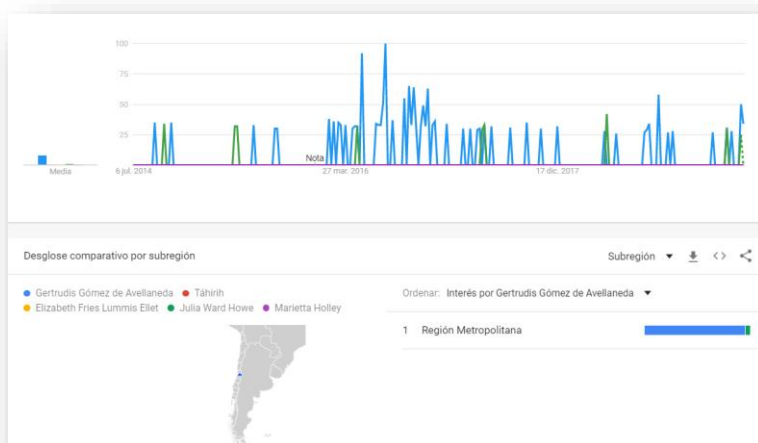 100
75
50
25
Nota
Media
6 jul. 2014
27 mar. 2016
17 dic. 2017
Desglose comparativo por subregión
Subregión
Gertrudis Gómez de Avellaneda Táhirih
Elizabeth Fries Lummis Ellet Julia Ward Howe Marietta Holley
Ordenar: Interés por Gertrudis Gómez de Avellaneda
1 Región Metropolitana